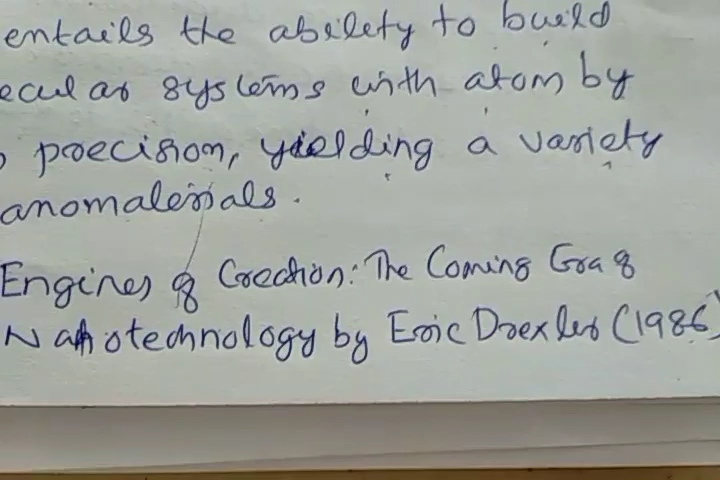 entails the ability to build
ecular systems with atom by
precision, yielding a variety
anomaterials.
Engines of Creation: The Coming Era of
Nanotechnology by Eric Drexler (1986)